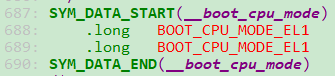 687: SYM_DATA_START(__boot_cpu_mode)
688: .long BOOT_CPU_MODE_EL1
689: .long BOOT_CPU_MODE_EL1
690: SYM_DATA_END(__boot_cpu_mode)